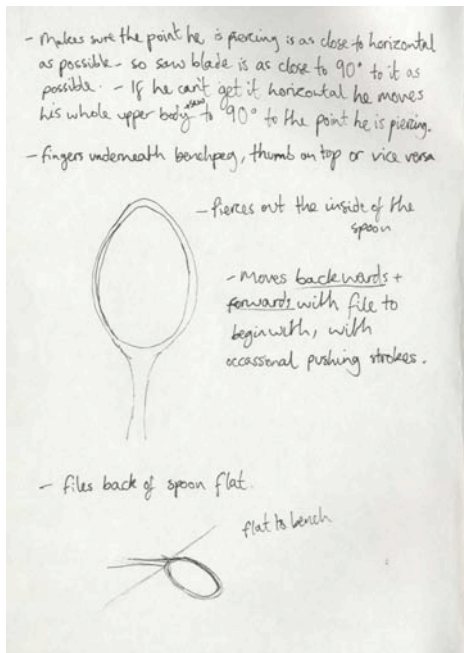 - Makes sure the point he is piercing is as close to horizontal
as possible - so saw blade is as close to 90° to it as
possible. - If he can't get it horizontal he moves
his whole upper body + saw to 90° to the point he is piercing.
- fingers underneath benchpeg, thumb on top or vice versa
- Pierces out the inside of the
spoon
- Moves backwards +
forwards with file to
begin with, with
occassional pushing strokes.
- files back of spoon flat.
flat to bench